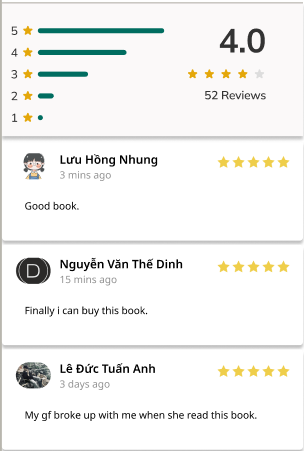 5
4
3
2
1
4.0
52 Reviews
Lưu Hồng Nhung
3 mins ago
Good book.
D
Nguyễn Văn Thế Dinh
15 mins ago
Finally i can buy this book.
Lê Đức Tuấn Anh
3 days ago
My gf broke up with me when she read this book.